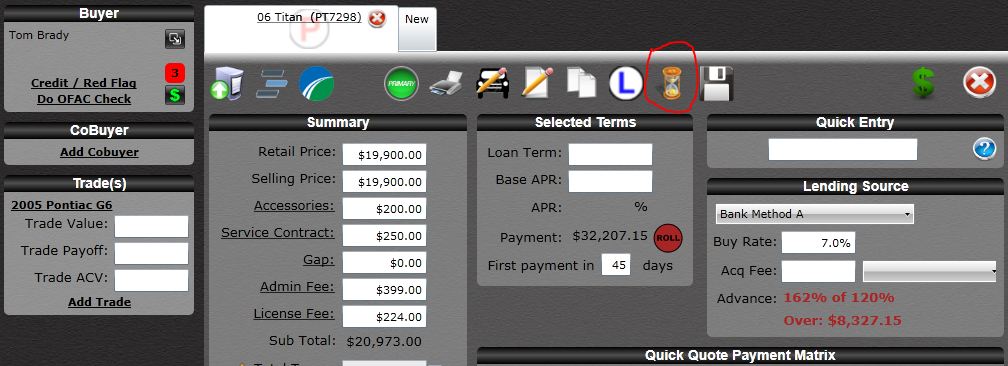 Buyer
Tom Brady
3
Credit / Red Flag
Do OFAC Check
$
CoBuyer
Add Cobuyer
Trade(s)
2005 Pontiac G6
Trade Value:
Trade Payoff:
Trade ACV:
Add Trade
06 Titan (PT7298)
P
New
PRIMARY
L
$
Summary
Retail Price: $19,900.00
Selling Price: $19,900.00
Accessories: $200.00
Service Contract: $250.00
Gap: $0.00
Admin Fee: $399.00
License Fee: $224.00
Sub Total: $20,973.00
Selected Terms
Loan Term:
Base APR:
APR: %
Payment: $32,207.15 ROLL
First payment in 45 days
Quick Entry
?
Lending Source
Bank Method A
Buy Rate: 7.0%
Acq Fee:
Advance: 162% of 120%
Over: $8,327.15
Quick Quote Payment Matrix